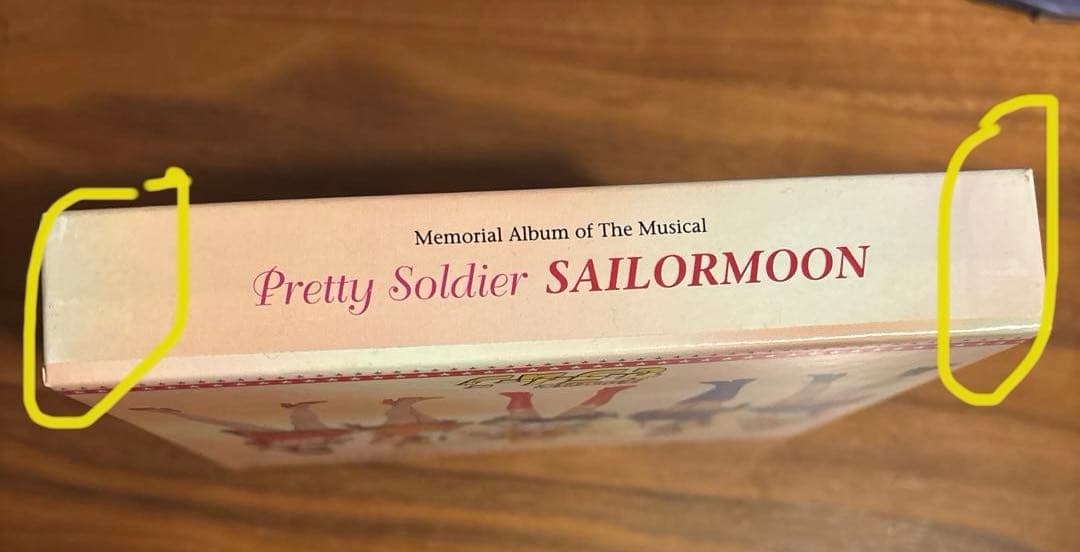 Memorial Album of The Musical
Pretty Soldier SAILORMOON